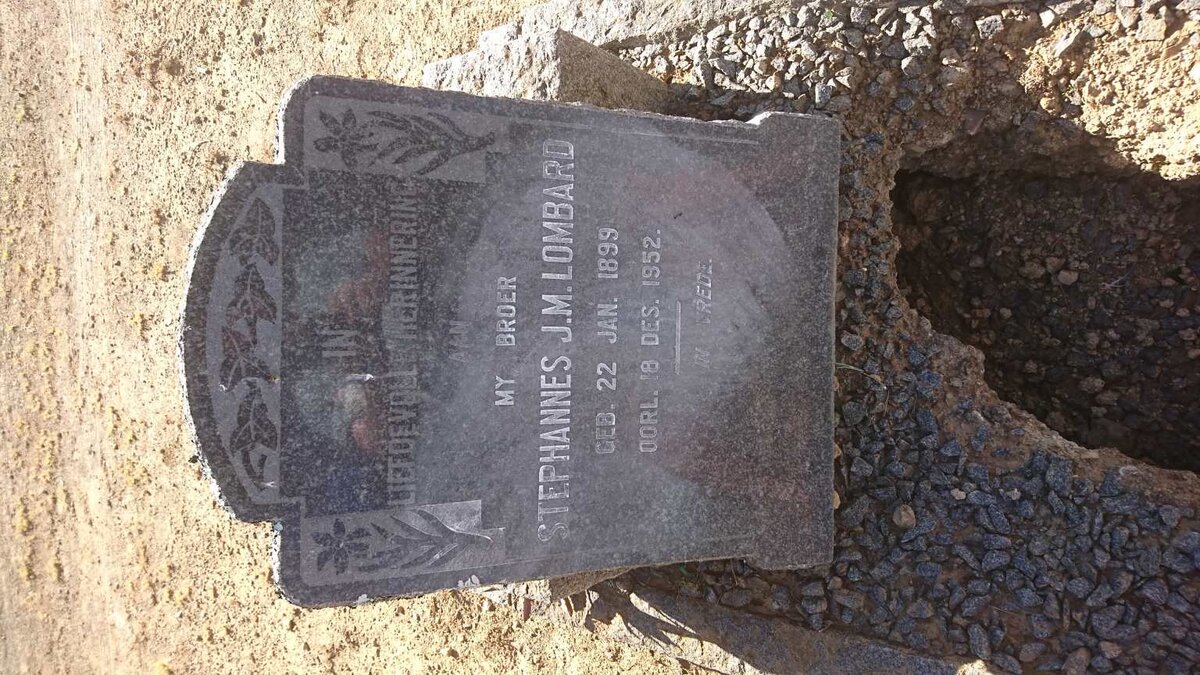 IN
LIEFDEVOLLE HERINNERING
AAN
MY BROER
STEPHANNES J.M. LOMBARD
GEB. 22 JAN. 1899
OORL. 18 DES. 1952.
IN VREDE.